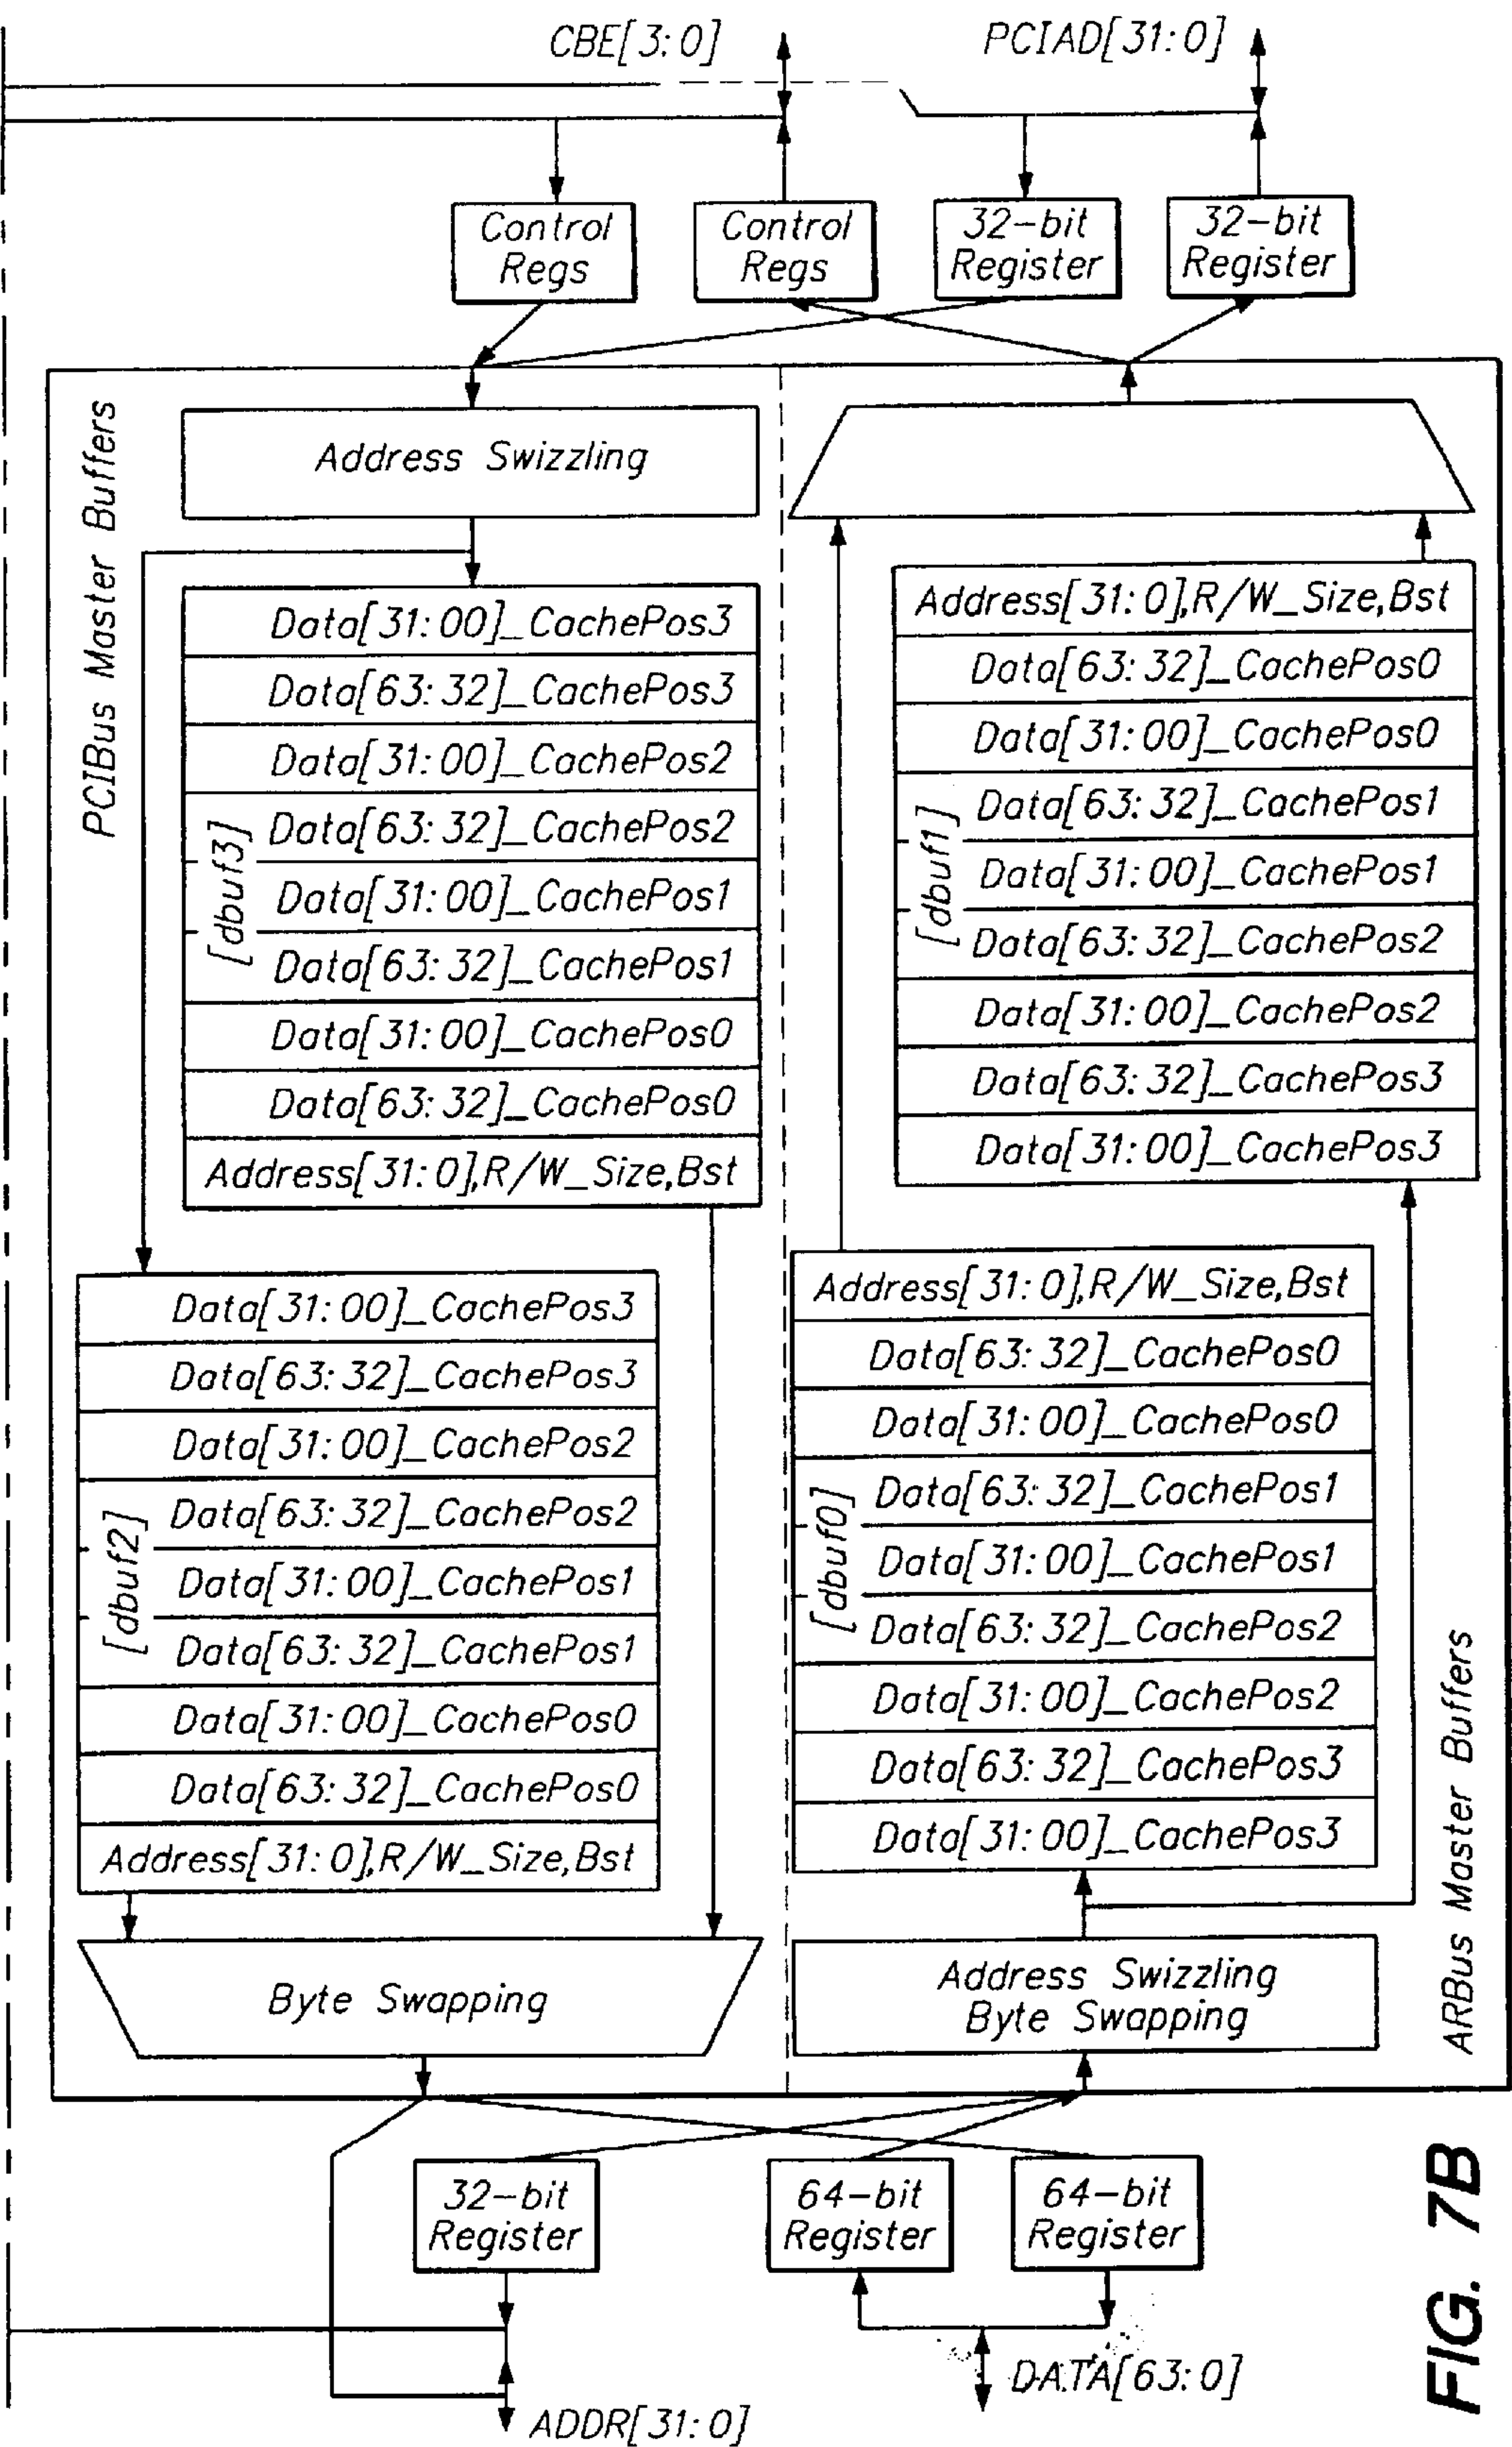 CBE[3:0]
PCIAD[31:0]
Control
Regs
Control
Regs
32-bit
Register
32-bit
Register
PCIBus Master Buffers
Address Swizzling
Data[31:00]_CachePos3
Data[63:32]_CachePos3
Data[31:00]_CachePos2
Data[63:32]_CachePos2
Data[31:00]_CachePos1
Data[63:32]_CachePos1
Data[31:00]_CachePos0
Data[63:32]_CachePos0
Address[31:0],R/W_Size,Bst
[dbuf3]
Address[31:0],R/W_Size,Bst
Data[63:32]_CachePos0
Data[31:00]_CachePos0
Data[63:32]_CachePos1
Data[31:00]_CachePos1
Data[63:32]_CachePos2
Data[31:00]_CachePos2
Data[63:32]_CachePos3
Data[31:00]_CachePos3
[dbuf1]
Data[31:00]_CachePos3
Data[63:32]_CachePos3
Data[31:00]_CachePos2
Data[63:32]_CachePos2
Data[31:00]_CachePos1
Data[63:32]_CachePos1
Data[31:00]_CachePos0
Data[63:32]_CachePos0
Address[31:0],R/W_Size,Bst
[dbuf2]
Address[31:0],R/W_Size,Bst
Data[63:32]_CachePos0
Data[31:00]_CachePos0
Data[63:32]_CachePos1
Data[31:00]_CachePos1
Data[63:32]_CachePos2
Data[31:00]_CachePos2
Data[63:32]_CachePos3
Data[31:00]_CachePos3
[dbuf0]
Byte Swapping
Address Swizzling
Byte Swapping
ARBus Master Buffers
32-bit
Register
64-bit
Register
64-bit
Register
DATA[63:0]
ADDR[31:0]
FIG. 7B